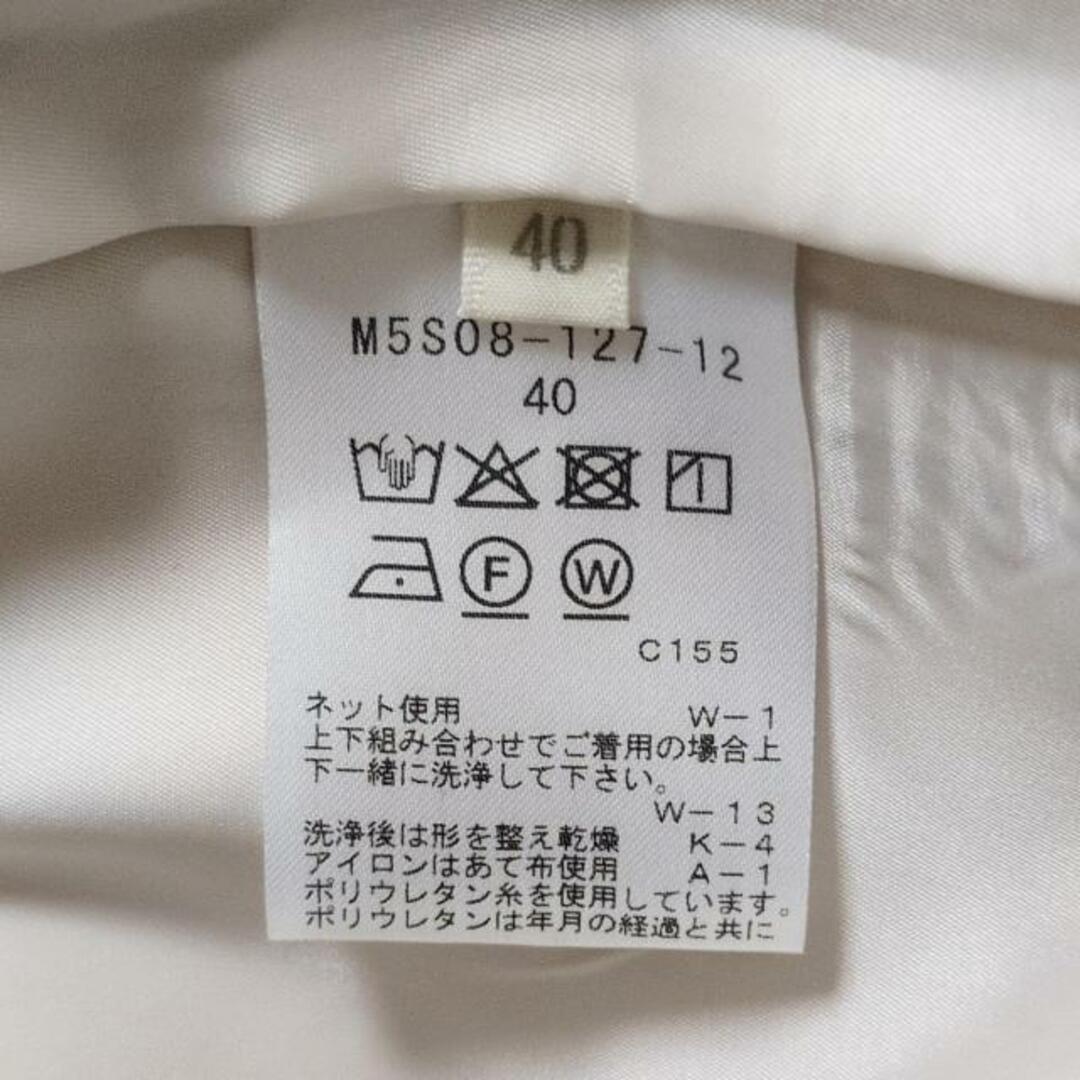 40
M5S08-127-12
40
F W
C155
ネット使用 W-1
上下組み合わせでご着用の場合上
下一緒に洗浄して下さい。
W-13
洗浄後は形を整え乾燥 K-4
アイロンはあて布使用 A-1
ポリウレタン糸を使用しています。
ポリウレタンは年月の経過と共に